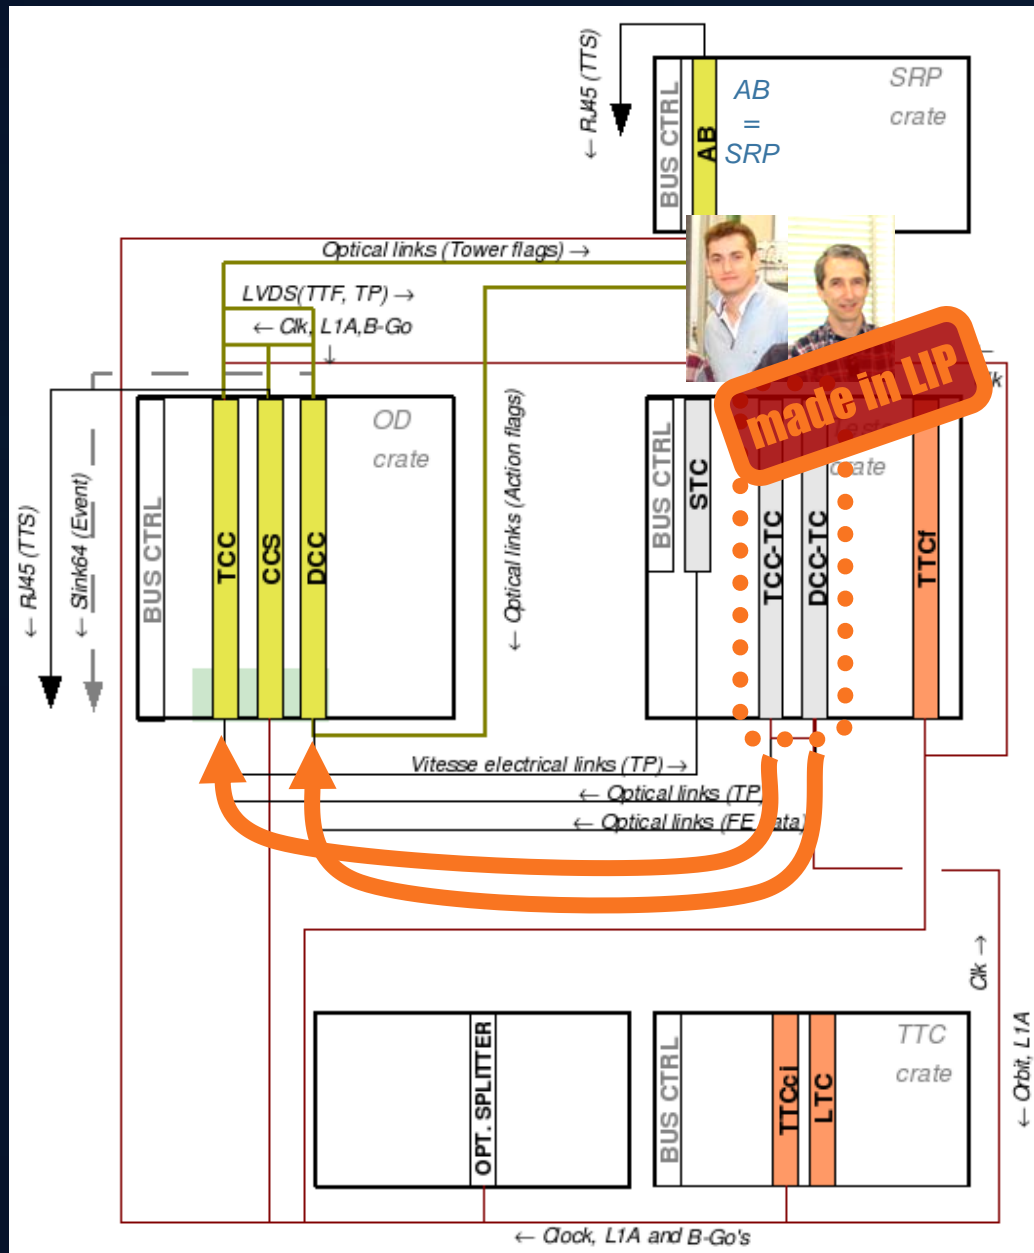 ← RJ45 (TTS)
BUS CTRL
AB
AB
=
SRP
SRP
crate
Optical links (Tower flags) →
LVDS(TTF, TP) →
← Clk, L1A,B-Go
↓
←
made in LIP
OD
crate
crate
← RJ45 (TTS)
← Slink64 (Event)
BUS CTRL
TCC
CCS
DCC
← Optical links (Action flags)
BUS CTRL
STC
TCC-TC
DCC-TC
TTCf
Vitesse electrical links (TP) →
← Optical links (TP)
← Optical links (FE data)
Clk →
← Orbit, L1A
OPT. SPLITTER
BUS CTRL
TTCci
LTC
TTC
crate
← Clock, L1A and B-Go's